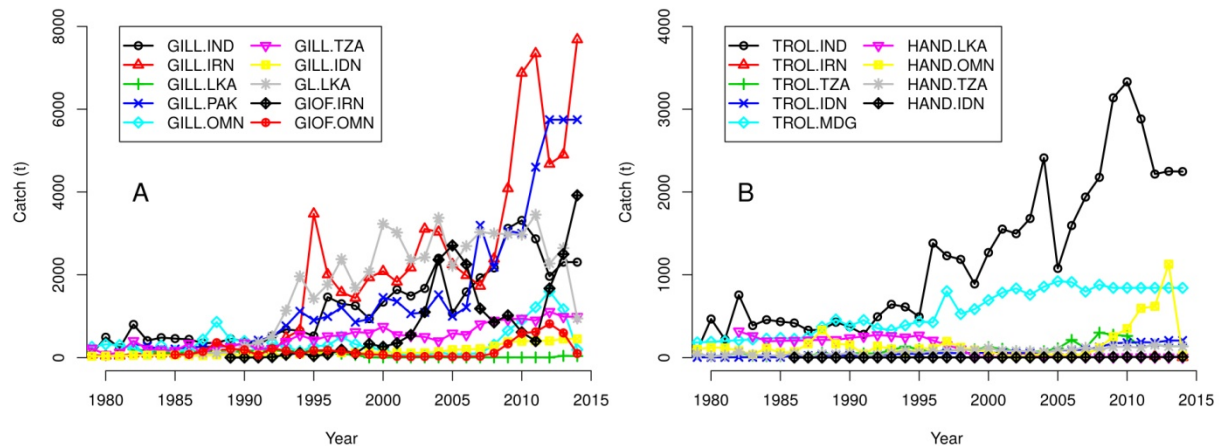 GILL.IND GILL.TZA
GILL.IRN GILL.IDN
GILL.LKA GL.LKA
GILL.PAK GIOF.IRN
GILL.OMN GIOF.OMN
A
Catch (t)
0 2000 4000 6000 8000
1980 1985 1990 1995 2000 2005 2010 2015
Year
TROL.IND HAND.LKA
TROL.IRN HAND.OMN
TROL.TZA HAND.TZA
TROL.IDN HAND.IDN
TROL.MDG
B
Catch (t)
0 1000 2000 3000 4000
1980 1985 1990 1995 2000 2005 2010 2015
Year